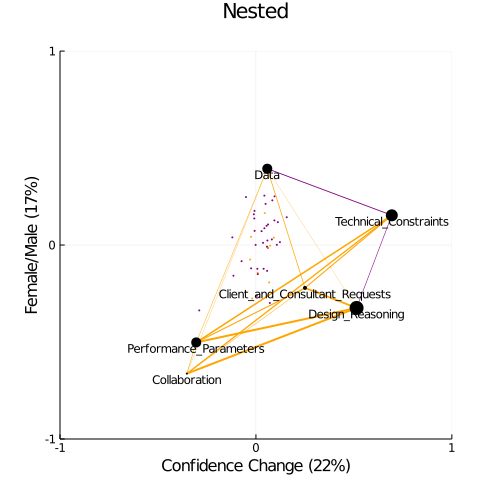 Nested
1
Data
Technical_Constraints
0
Female/Male (17%)
Client_and_Consultant_Requests
Design_Reasoning
Performance_Parameters
Collaboration
-1
-1
0
1
Confidence Change (22%)